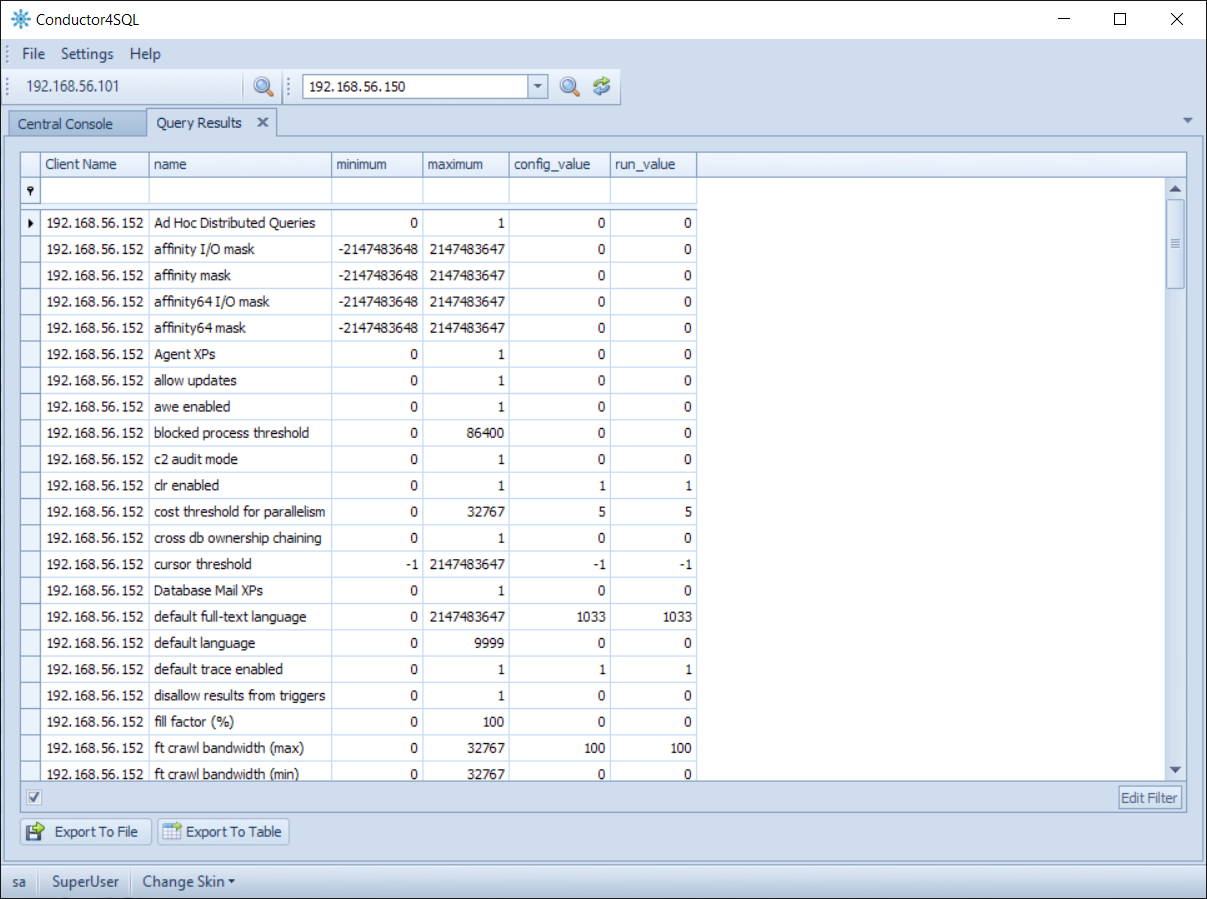 Conductor4SQL
File Settings Help
192.168.56.101 192.168.56.150
Central Console Query Results
Client Name name minimum maximum config_value run_value
192.168.56.152 Ad Hoc Distributed Queries 0 1 0 0
192.168.56.152 affinity I/O mask -2147483648 2147483647 0 0
192.168.56.152 affinity mask -2147483648 2147483647 0 0
192.168.56.152 affinity64 I/O mask -2147483648 2147483647 0 0
192.168.56.152 affinity64 mask -2147483648 2147483647 0 0
192.168.56.152 Agent XPs 0 1 0 0
192.168.56.152 allow updates 0 1 0 0
192.168.56.152 awe enabled 0 1 0 0
192.168.56.152 blocked process threshold 0 86400 0 0
192.168.56.152 c2 audit mode 0 1 0 0
192.168.56.152 clr enabled 0 1 1 1
192.168.56.152 cost threshold for parallelism 0 32767 5 5
192.168.56.152 cross db ownership chaining 0 1 0 0
192.168.56.152 cursor threshold -1 2147483647 -1 -1
192.168.56.152 Database Mail XPs 0 1 0 0
192.168.56.152 default full-text language 0 2147483647 1033 1033
192.168.56.152 default language 0 9999 0 0
192.168.56.152 default trace enabled 0 1 1 1
192.168.56.152 disallow results from triggers 0 1 0 0
192.168.56.152 fill factor (%) 0 100 0 0
192.168.56.152 ft crawl bandwidth (max) 0 32767 100 100
192.168.56.152 ft crawl bandwidth (min) 0 32767 0 0
Edit Filter
Export To File Export To Table
sa SuperUser Change Skin